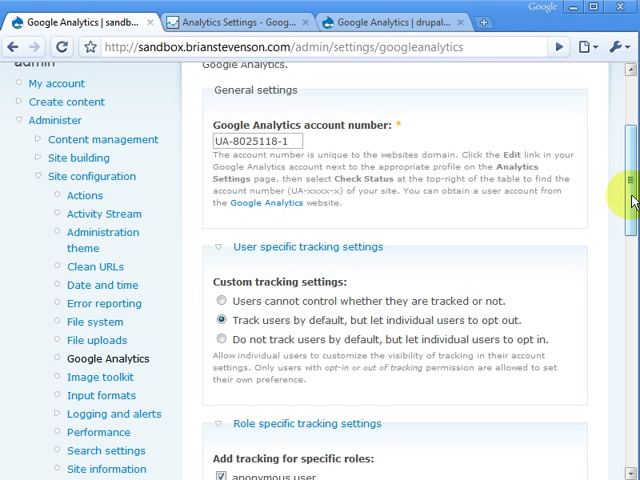 Google
Google Analytics | sandb...
Analytics Settings - Goog...
Google Analytics | drupal...
http://sandbox.brianstevenson.com/admin/settings/googleanalytics
admin
My account
Create content
Administer
Content management
Site building
Site configuration
Actions
Activity Stream
Administration
theme
Clean URLs
Date and time
Error reporting
File system
File uploads
Google Analytics
Image toolkit
Input formats
Logging and alerts
Performance
Search settings
Site information
Google Analytics.
General settings
Google Analytics account number: *
UA-8025118-1
The account number is unique to the websites domain. Click the Edit link in your
Google Analytics account next to the appropriate profile on the Analytics
Settings page, then select Check Status at the top-right of the table to find the
account number (UA-xxxx-x) of your site. You can obtain a user account from
the Google Analytics website.
User specific tracking settings
Custom tracking settings:
Users cannot control whether they are tracked or not.
Track users by default, but let individual users to opt out.
Do not track users by default, but let individual users to opt in.
Allow individual users to customize the visibility of tracking in their account
settings. Only users with opt-in or out of tracking permission are allowed to set
their own preference.
Role specific tracking settings
Add tracking for specific roles:
anonymous user